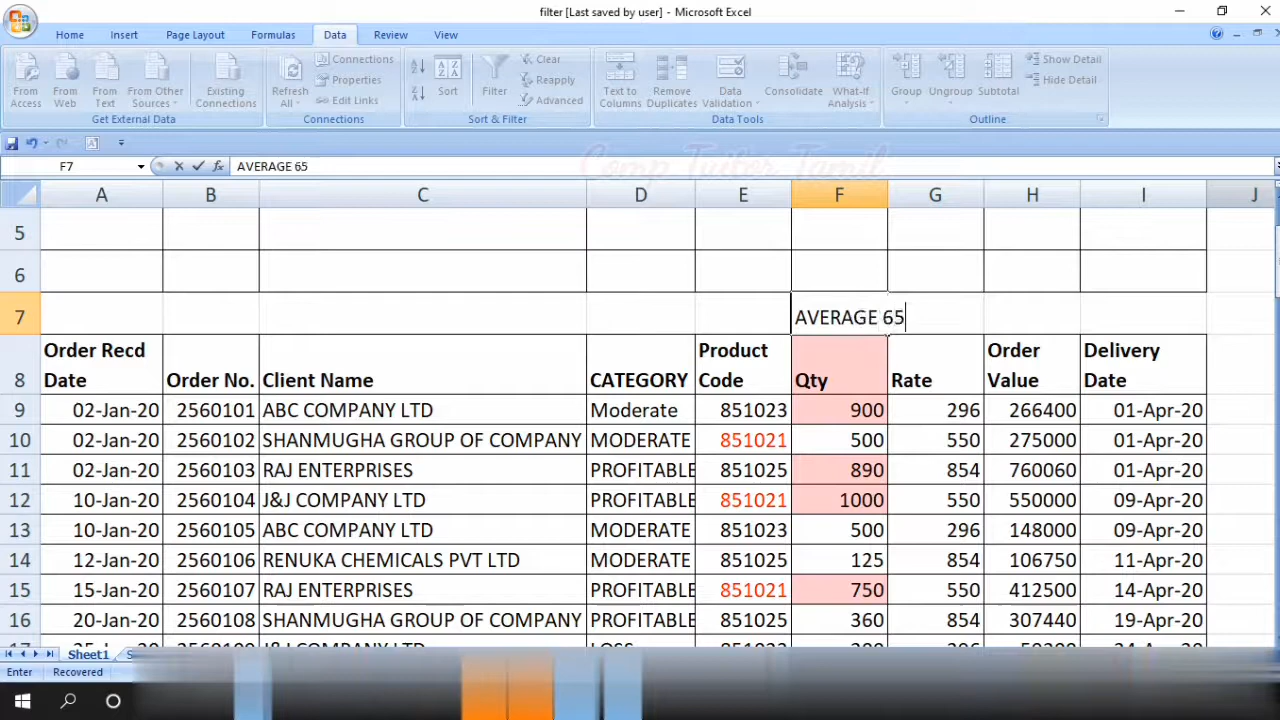 filter [Last saved by user] - Microsoft Excel
Home Insert Page Layout Formulas Data Review View
From Access From Web From Text From Other Sources Existing Connections Get External Data
Refresh All Connections Properties Edit Links Connections
Sort Filter Clear Reapply Advanced Sort & Filter
Text to Columns Remove Duplicates Data Validation Consolidate What-If Analysis Data Tools
Group Ungroup Subtotal Show Detail Hide Detail Outline
Comp Tuitor Tamil
F7 fx AVERAGE 65
A B C D E F G H I J
5
6
7 AVERAGE 65
8 Order Recd Date Order No. Client Name CATEGORY Product Code Qty Rate Order Value Delivery Date
9 02-Jan-20 2560101 ABC COMPANY LTD Moderate 851023 900 296 266400 01-Apr-20
10 02-Jan-20 2560102 SHANMUGHA GROUP OF COMPANY MODERATE 851021 500 550 275000 01-Apr-20
11 02-Jan-20 2560103 RAJ ENTERPRISES PROFITABLE 851025 890 854 760060 01-Apr-20
12 10-Jan-20 2560104 J&J COMPANY LTD PROFITABLE 851021 1000 550 550000 09-Apr-20
13 10-Jan-20 2560105 ABC COMPANY LTD MODERATE 851023 500 296 148000 09-Apr-20
14 12-Jan-20 2560106 RENUKA CHEMICALS PVT LTD MODERATE 851025 125 854 106750 11-Apr-20
15 15-Jan-20 2560107 RAJ ENTERPRISES PROFITABLE 851021 750 550 412500 14-Apr-20
16 20-Jan-20 2560108 SHANMUGHA GROUP OF COMPANY PROFITABLE 851025 360 854 307440 19-Apr-20
Sheet1
Enter Recovered